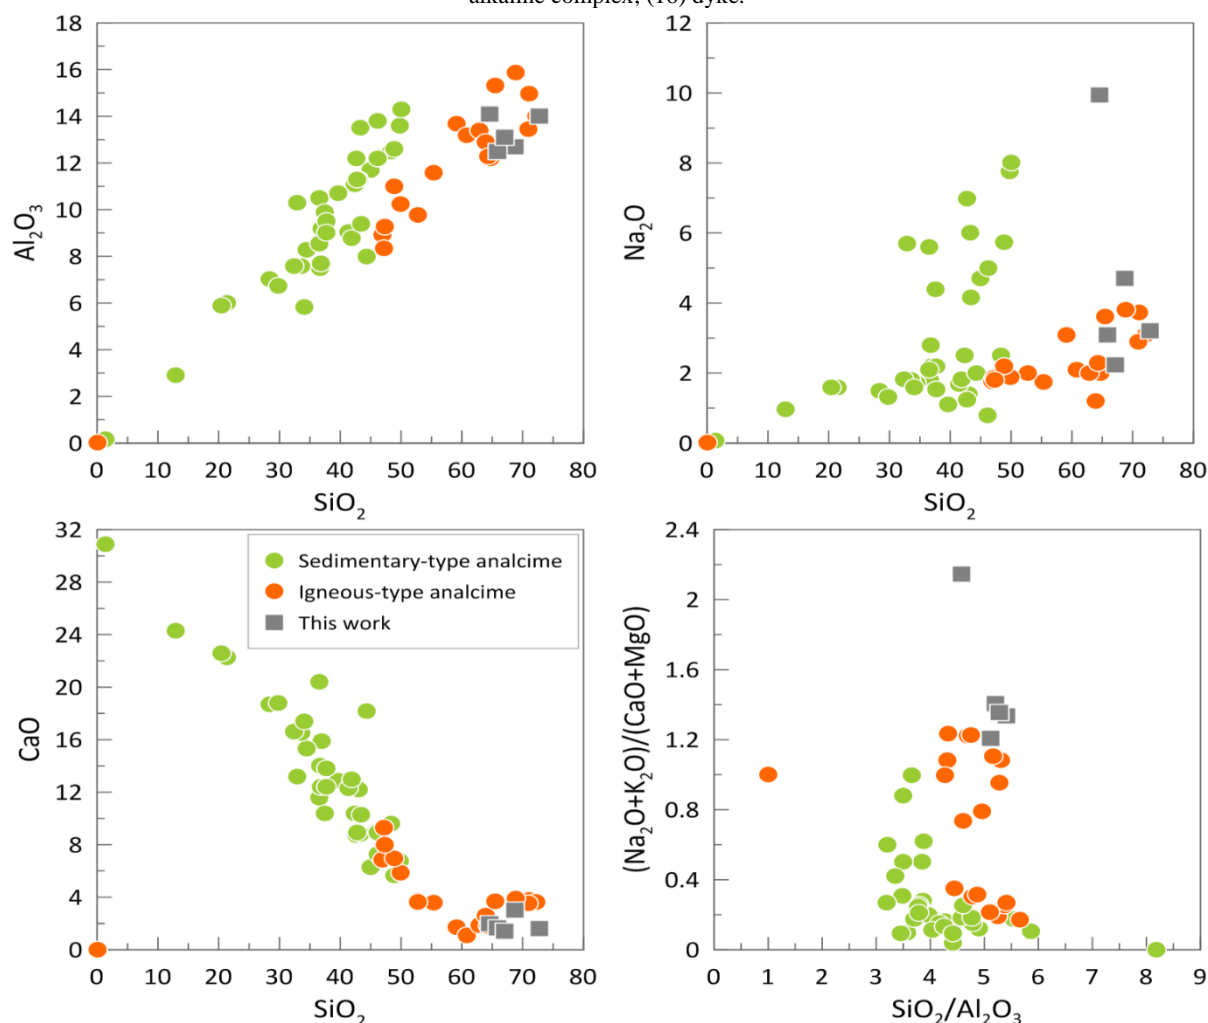 alkaline complex; (16) dyke.
18
16
14
12
10
8
6
4
2
0
Al₂O₃
0 10 20 30 40 50 60 70 80
SiO₂
12
10
8
6
4
2
0
Na₂O
0 10 20 30 40 50 60 70 80
SiO₂
32
28
24
20
16
12
8
4
0
CaO
Sedimentary-type analcime
Igneous-type analcime
This work
0 10 20 30 40 50 60 70 80
SiO₂
2.4
2
1.6
1.2
0.8
0.4
0
(Na₂O+K₂O)/(CaO+MgO)
0 1 2 3 4 5 6 7 8 9
SiO₂/Al₂O₃